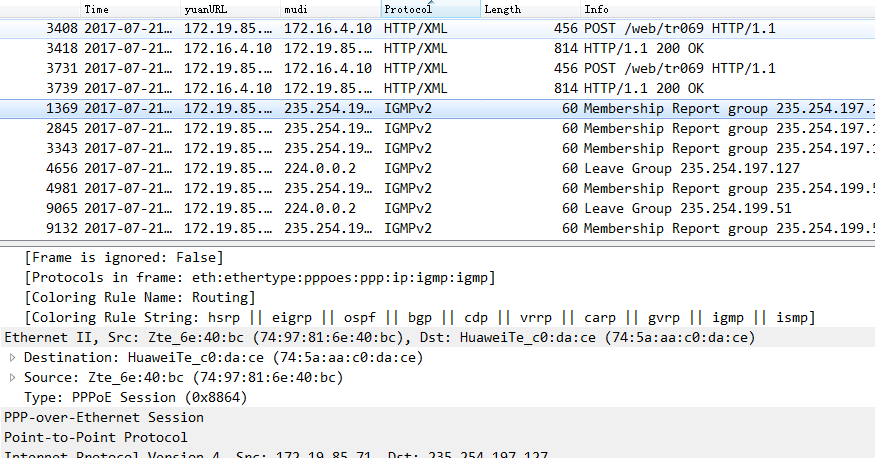 Time yuanURL mudi Protocol Length Info
3408 2017-07-21… 172.19.85.… 172.16.4.10 HTTP/XML 456 POST /web/tr069 HTTP/1.1
3418 2017-07-21… 172.16.4.10 172.19.85.… HTTP/XML 814 HTTP/1.1 200 OK
3731 2017-07-21… 172.19.85.… 172.16.4.10 HTTP/XML 456 POST /web/tr069 HTTP/1.1
3739 2017-07-21… 172.16.4.10 172.19.85.… HTTP/XML 814 HTTP/1.1 200 OK
1369 2017-07-21… 172.19.85.… 235.254.19… IGMPv2 60 Membership Report group 235.254.197.1
2845 2017-07-21… 172.19.85.… 235.254.19… IGMPv2 60 Membership Report group 235.254.197.1
3343 2017-07-21… 172.19.85.… 235.254.19… IGMPv2 60 Membership Report group 235.254.197.1
4656 2017-07-21… 172.19.85.… 224.0.0.2 IGMPv2 60 Leave Group 235.254.197.127
4981 2017-07-21… 172.19.85.… 235.254.19… IGMPv2 60 Membership Report group 235.254.199.5
9065 2017-07-21… 172.19.85.… 224.0.0.2 IGMPv2 60 Leave Group 235.254.199.51
9132 2017-07-21… 172.19.85.… 235.254.19… IGMPv2 60 Membership Report group 235.254.199.5
[Frame is ignored: False]
[Protocols in frame: eth:ethertype:pppoes:ppp:ip:igmp:igmp]
[Coloring Rule Name: Routing]
[Coloring Rule String: hsrp || eigrp || ospf || bgp || cdp || vrrp || carp || gvrp || igmp || ismp]
Ethernet II, Src: Zte_6e:40:bc (74:97:81:6e:40:bc), Dst: HuaweiTe_c0:da:ce (74:5a:aa:c0:da:ce)
Destination: HuaweiTe_c0:da:ce (74:5a:aa:c0:da:ce)
Source: Zte_6e:40:bc (74:97:81:6e:40:bc)
Type: PPPoE Session (0x8864)
PPP-over-Ethernet Session
Point-to-Point Protocol
Internet Protocol Version 4, Src: 172.19.85.71, Dst: 235.254.197.127